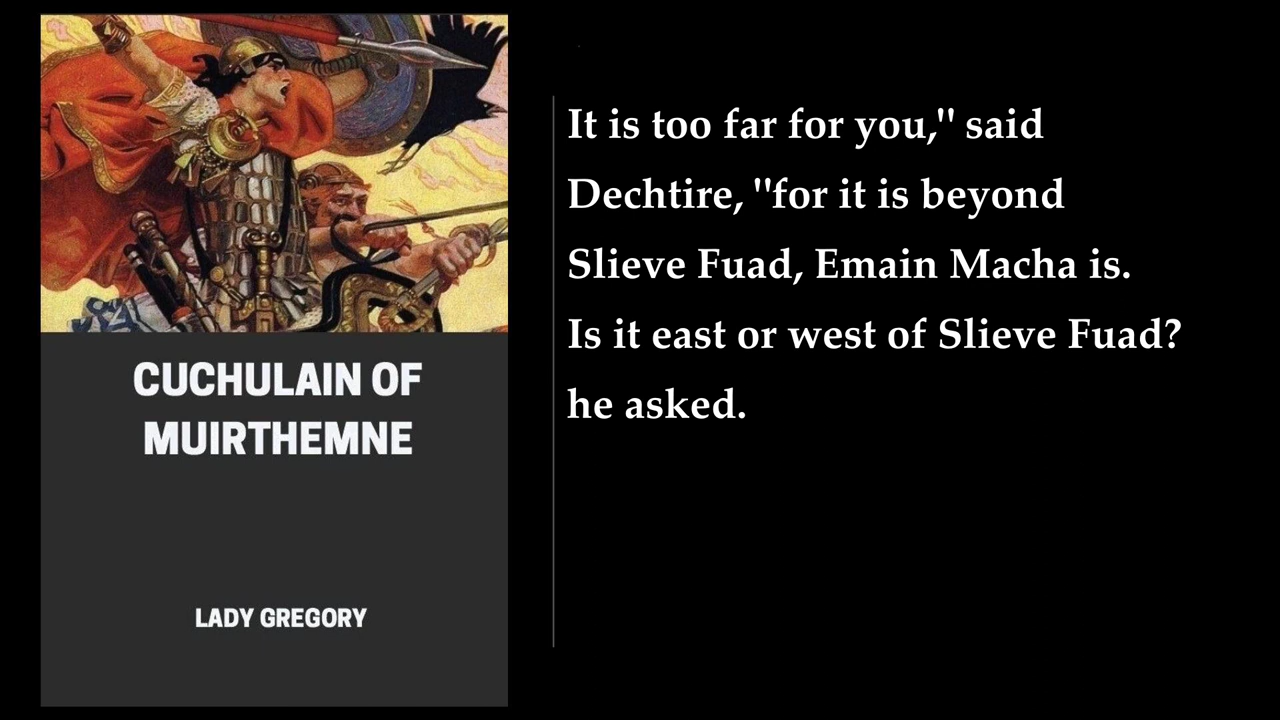 CUCHULAIN OF
MUIRTHEMNE
LADY GREGORY
It is too far for you," said
Dechtire, "for it is beyond
Slieve Fuad, Emain Macha is.
Is it east or west of Slieve Fuad?
he asked.